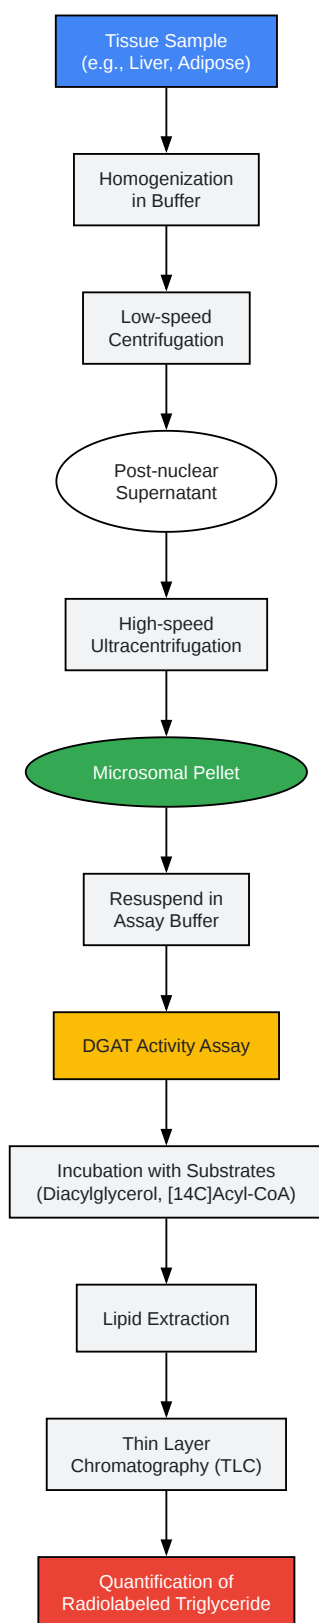 Tissue Sample
(e.g., Liver, Adipose)
Homogenization
in Buffer
Low-speed
Centrifugation
Post-nuclear
Supernatant
High-speed
Ultracentrifugation
Microsomal Pellet
Resuspend in
Assay Buffer
DGAT Activity Assay
Incubation with Substrates
(Diacylglycerol, [14C]Acyl-CoA)
Lipid Extraction
Thin Layer
Chromatography (TLC)
Quantification of
Radiolabeled Triglyceride